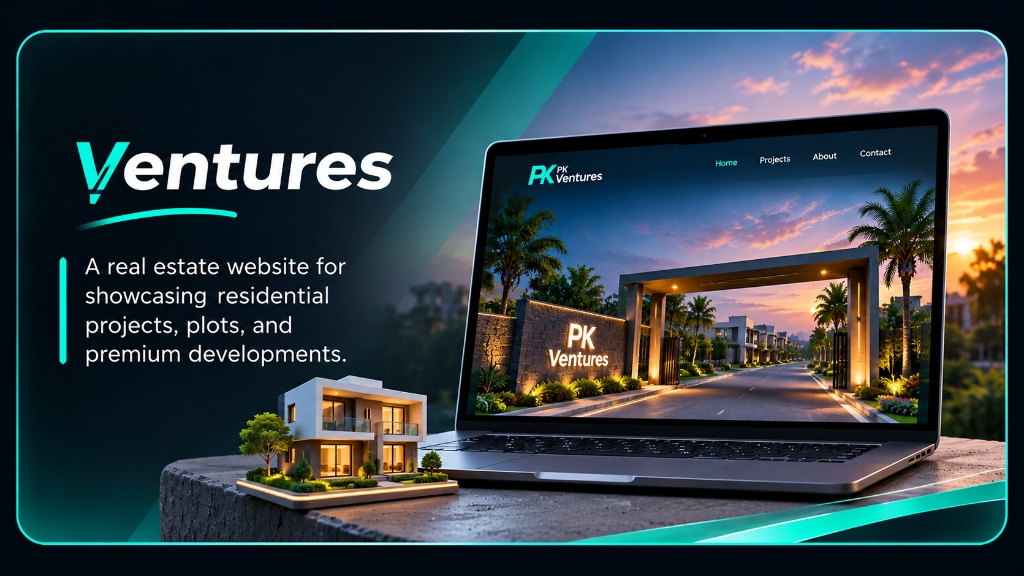 Ventures
A real estate website for
showcasing residential
projects, plots, and
premium developments.
PK PK
Ventures
Home Projects About Contact
PK
Ventures